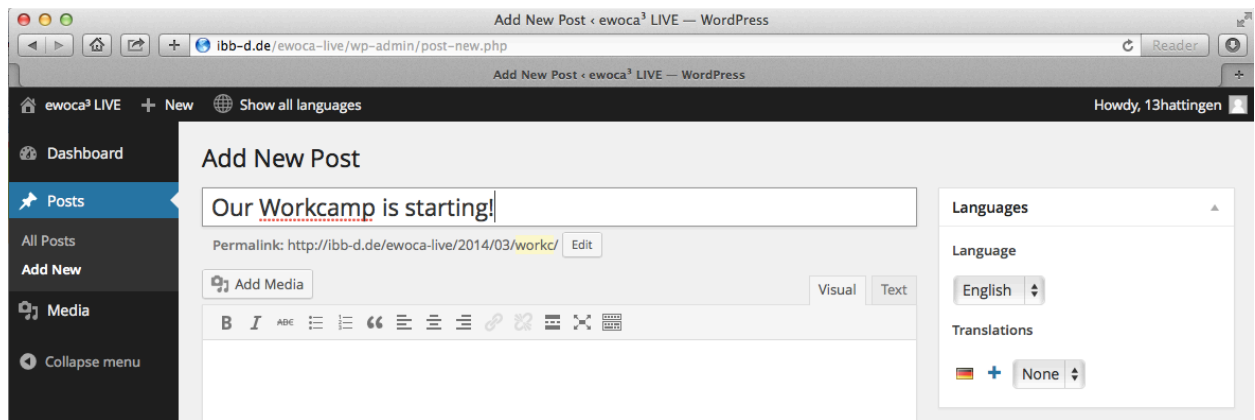 Add New Post ‹ ewoca³ LIVE — WordPress
ibb-d.de/ewoca-live/wp-admin/post-new.php
Reader
Add New Post ‹ ewoca³ LIVE — WordPress
ewoca³ LIVE + New Show all languages Howdy, 13hattingen
Dashboard
Posts
All Posts
Add New
Media
Collapse menu
Add New Post
Our Workcamp is starting!
Permalink: http://ibb-d.de/ewoca-live/2014/03/workc/ Edit
Add Media
Visual Text
B I ABC
Languages
Language
English
Translations
None